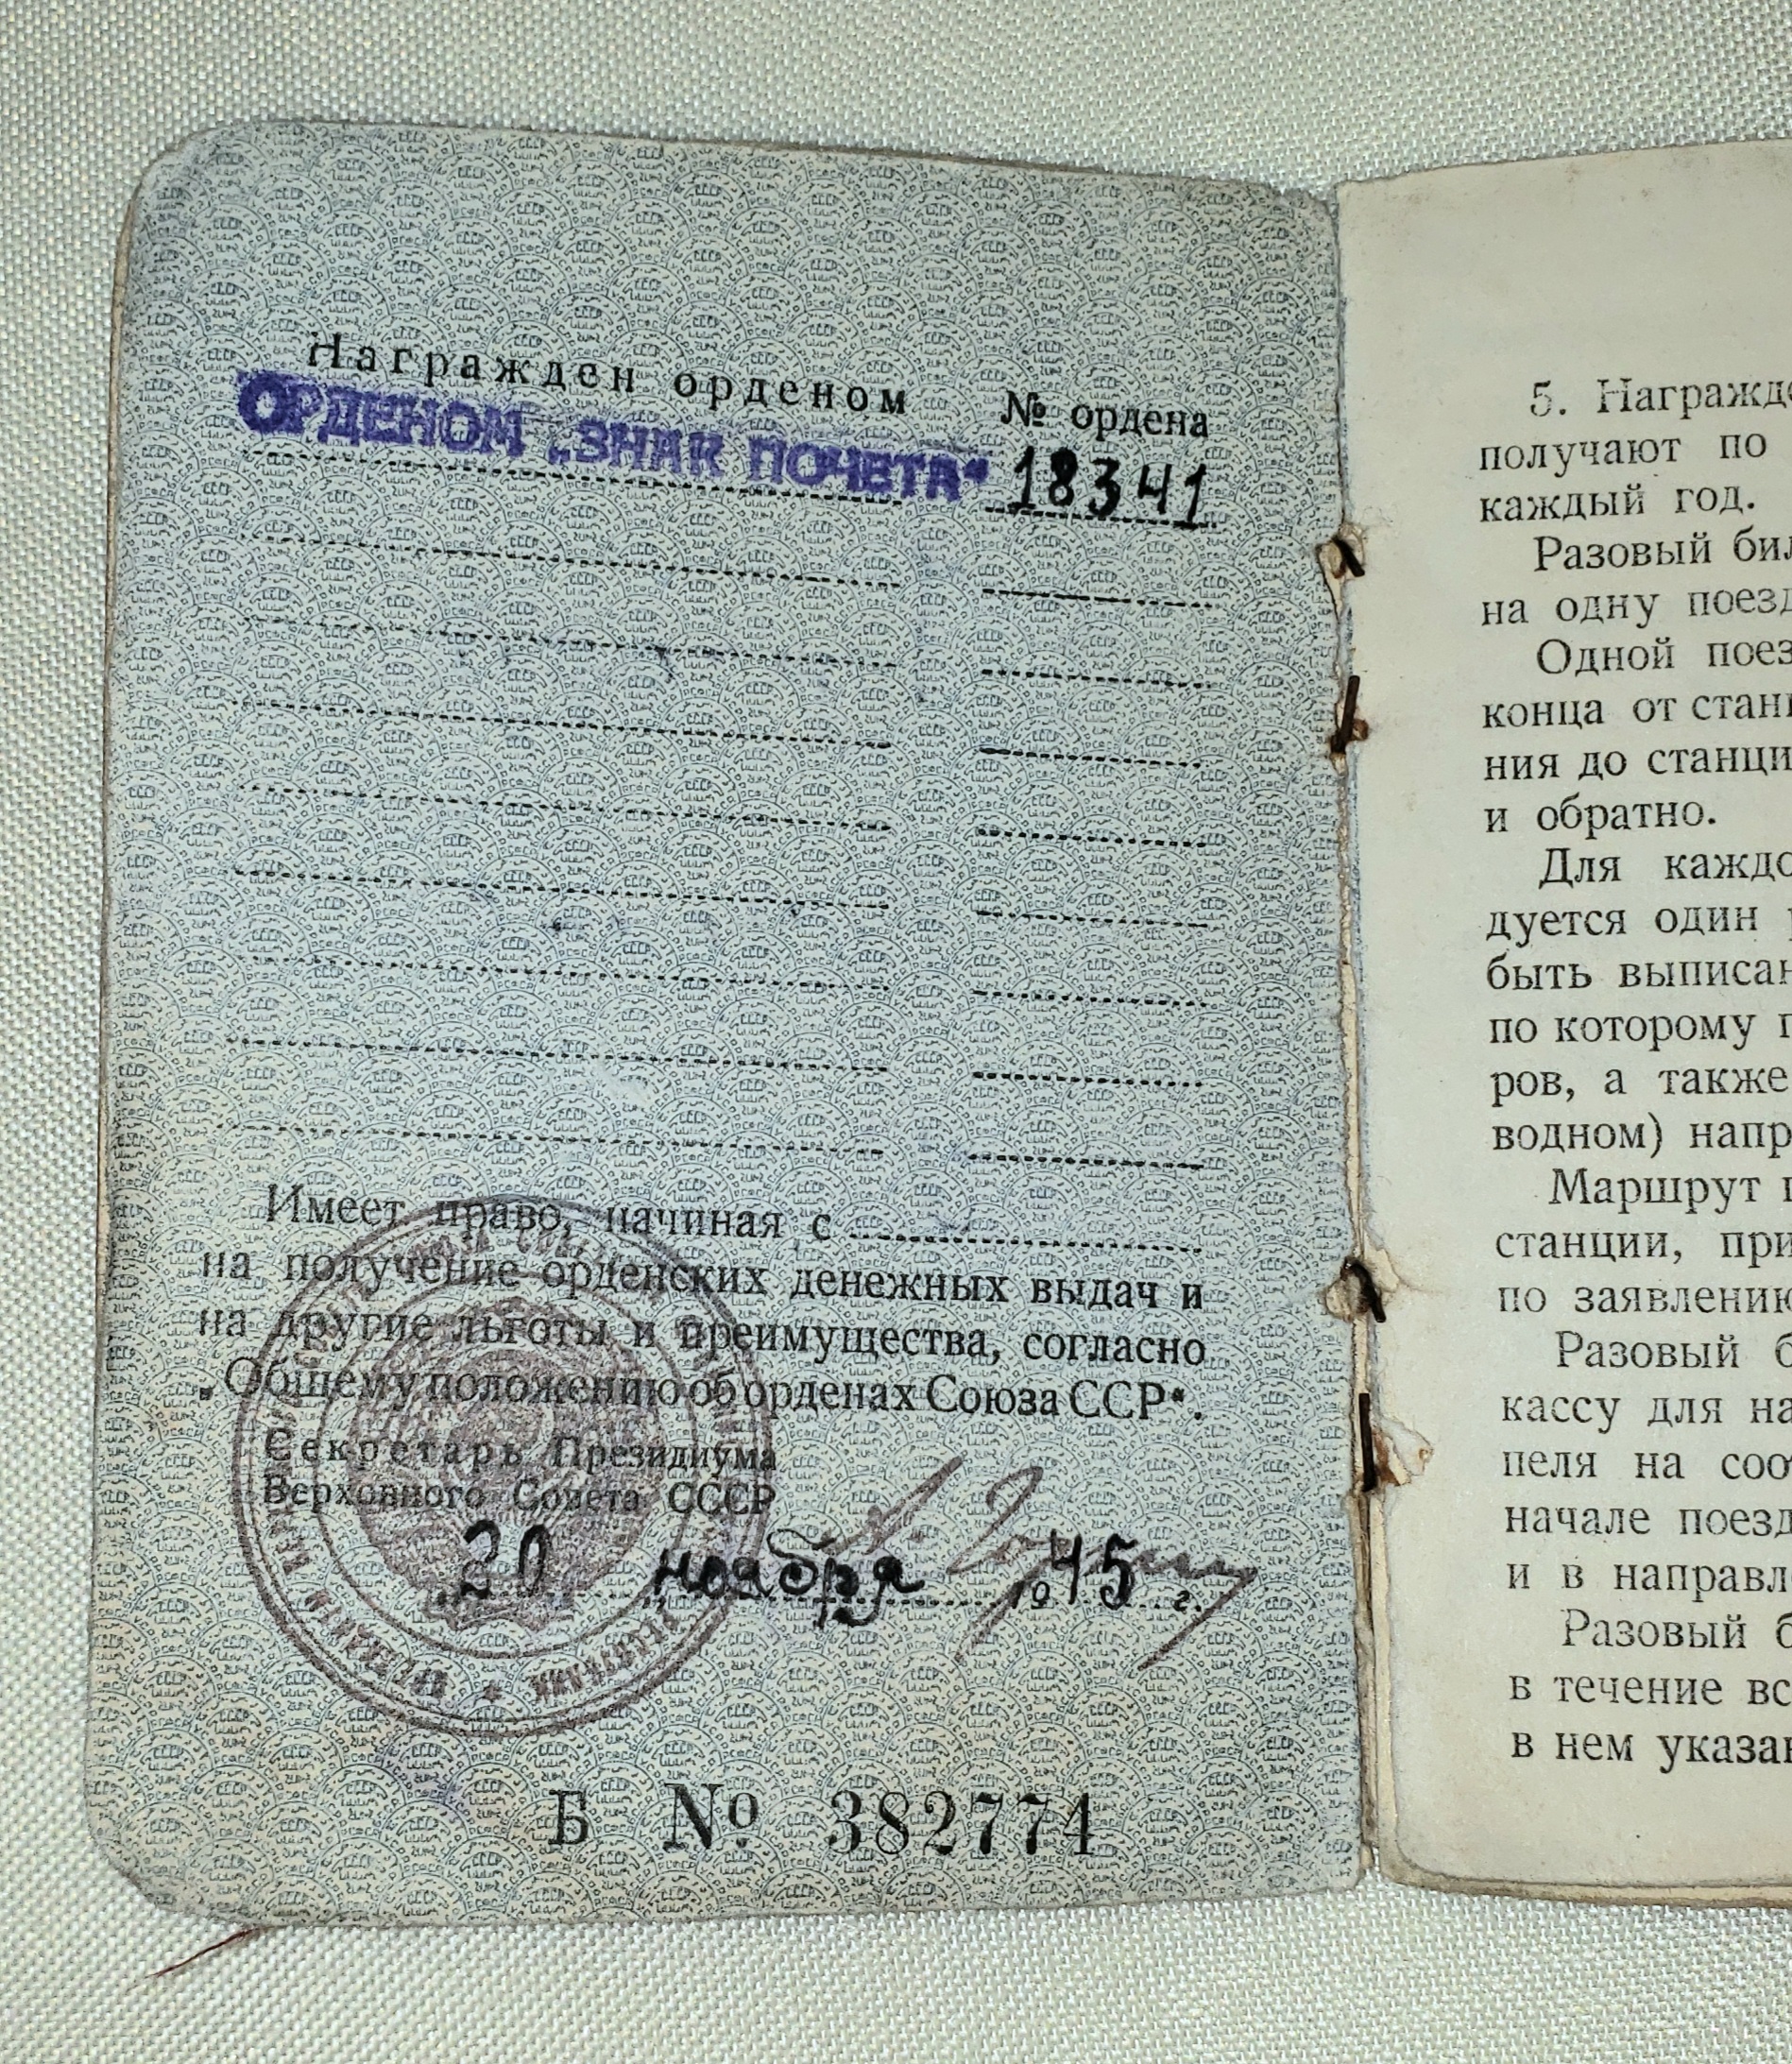 Награжден орденом
№ ордена
ОРДЕНОМ „ЗНАК ПОЧЕТА“
18341
Имеет право, начиная с
на получение орденских денежных выдач и
на другие льготы и преимущества, согласно
„Общему положению об орденах Союза ССР“.
Секретарь Президиума
Верховного Совета СССР
20 ноября 1945 г.
Б № 382774
5. Награжде
получают по
каждый год.
Разовый бил
на одну поезд
Одной поез
конца от стан
ния до станци
и обратно.
Для каждо
дуется один
быть выписан
по которому п
ров, а также
водном) напр
Маршрут п
станции, при
по заявлению
Разовый б
кассу для на
пеля на соо
начале поезд
и в направл
Разовый б
в течение вс
в нем указан